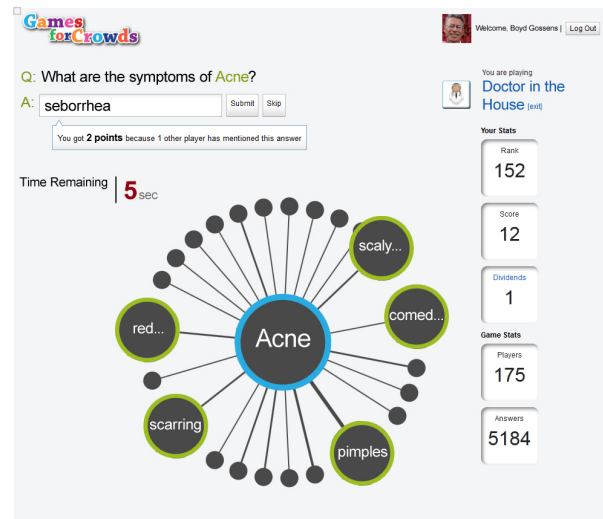 Games
for Crowds
Welcome, Boyd Gossens | Log Out
Q: What are the symptoms of Acne?
A: seborrhea Submit Skip
You got 2 points because 1 other player has mentioned this answer
Time Remaining 5 sec
You are playing
Doctor in the
House [exit]
Your Stats
Rank
152
Score
12
Dividends
1
Game Stats
Players
175
Answers
5184
scaly...
comed...
red...
Acne
scarring
pimples